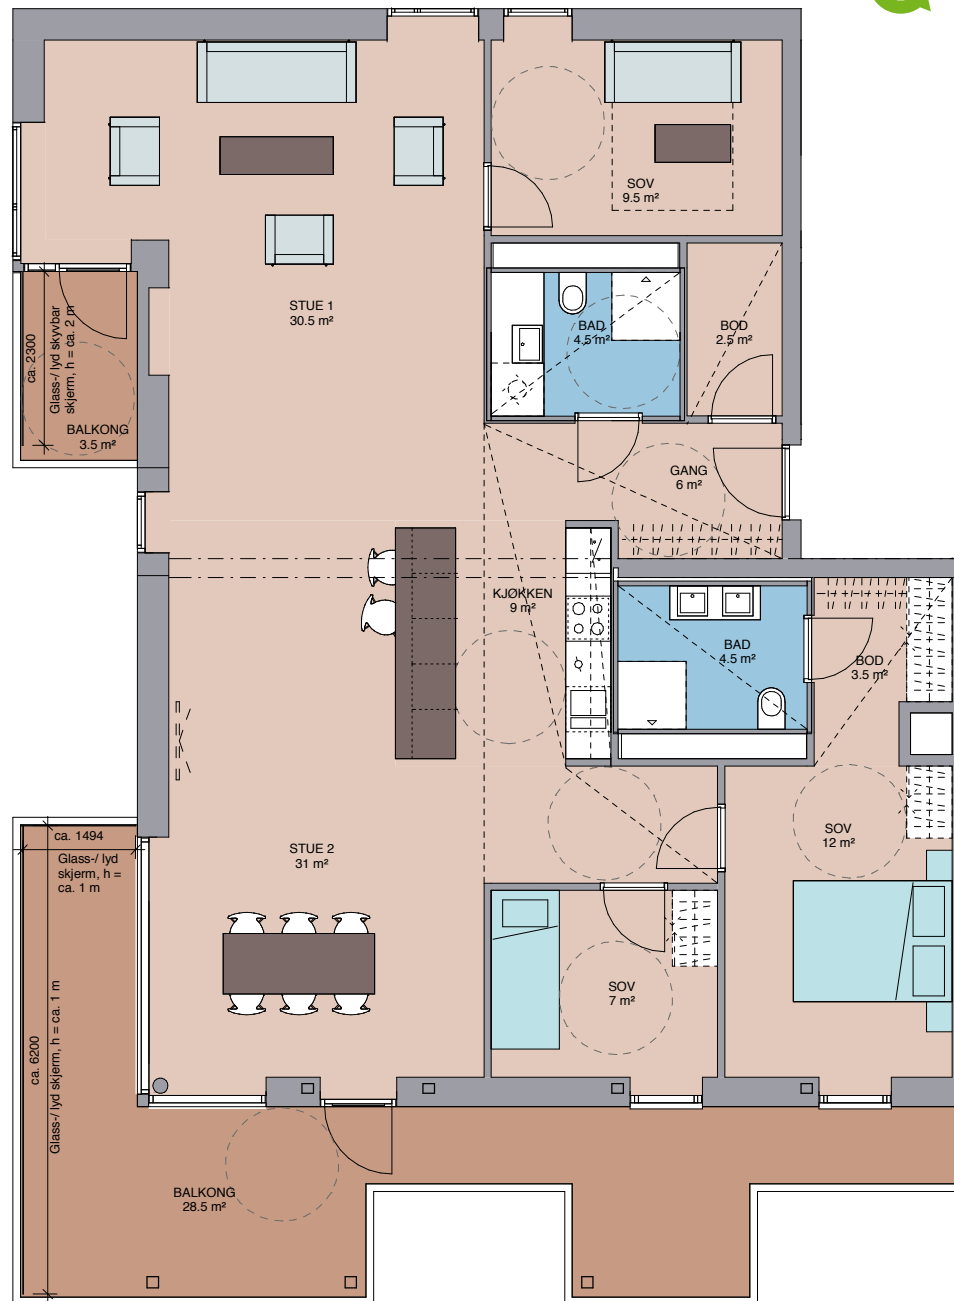 SOV
9.5 m²
STUE 1
30.5 m²
BAD
4.5 m²
BOD
2.5 m²
ca. 2300
Glass-/ lyd skyvbar
skjerm, h = ca. 2 m
BALKONG
3.5 m²
GANG
6 m²
KJØKKEN
9 m²
BAD
4.5 m²
BOD
3.5 m²
ca. 1494
Glass-/ lyd
skjerm, h =
ca. 1 m
STUE 2
31 m²
SOV
12 m²
SOV
7 m²
ca. 6200
Glass-/ lyd skjerm, h = ca. 1 m
BALKONG
28.5 m²